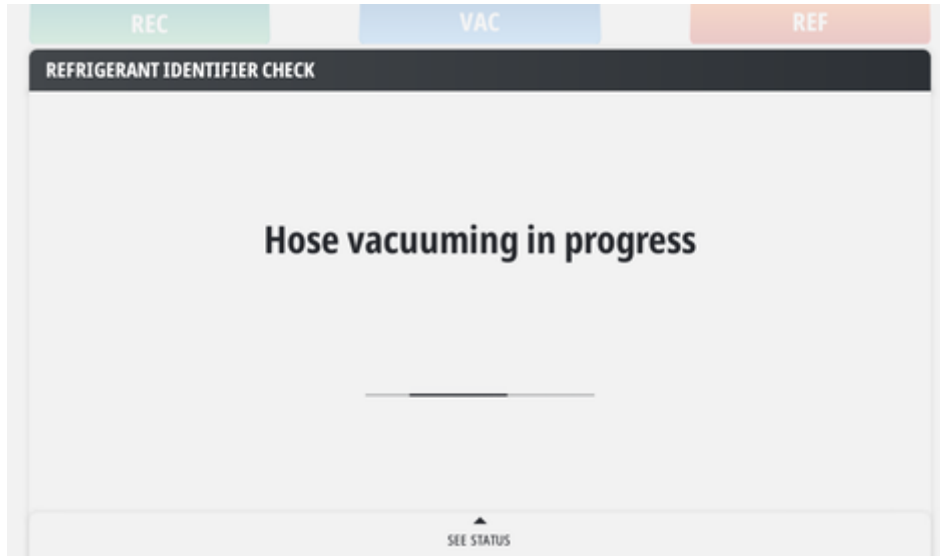 REC
VAC
REF
REFRIGERANT IDENTIFIER CHECK
Hose vacuuming in progress
SEE STATUS